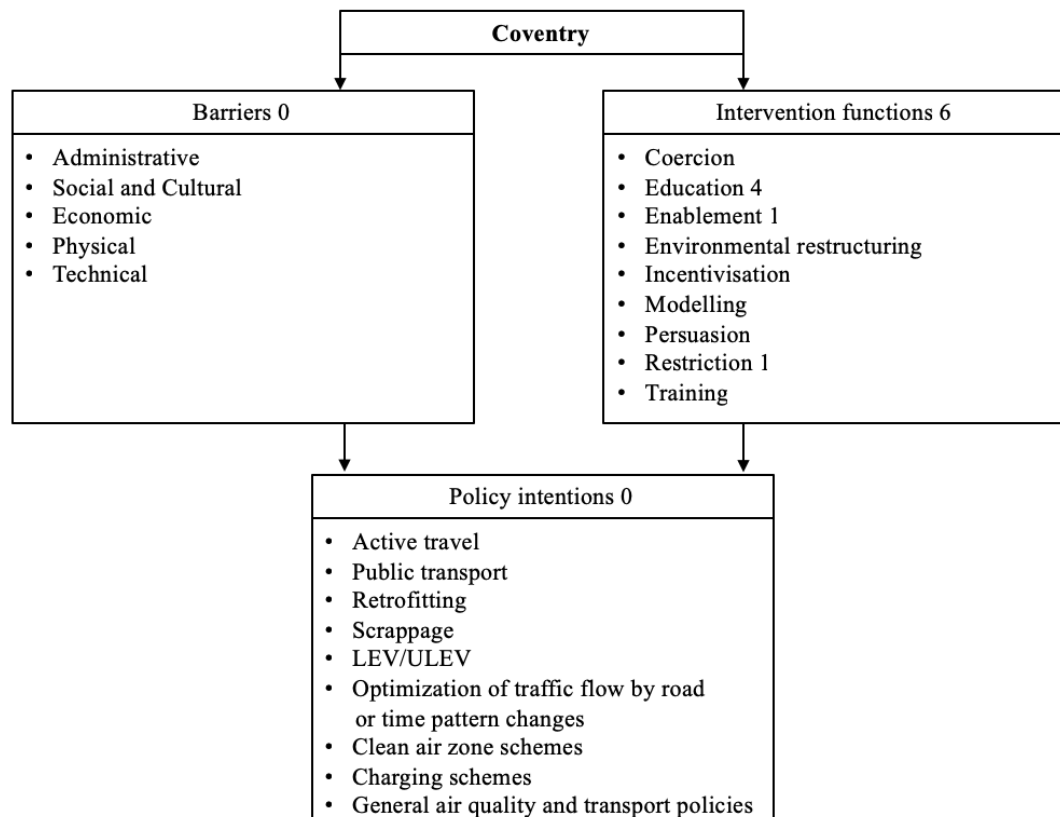 Coventry
Barriers 0
• Administrative
• Social and Cultural
• Economic
• Physical
• Technical
Intervention functions 6
• Coercion
• Education 4
• Enablement 1
• Environmental restructuring
• Incentivisation
• Modelling
• Persuasion
• Restriction 1
• Training
Policy intentions 0
• Active travel
• Public transport
• Retrofitting
• Scrappage
• LEV/ULEV
• Optimization of traffic flow by road
or time pattern changes
• Clean air zone schemes
• Charging schemes
• General air quality and transport policies